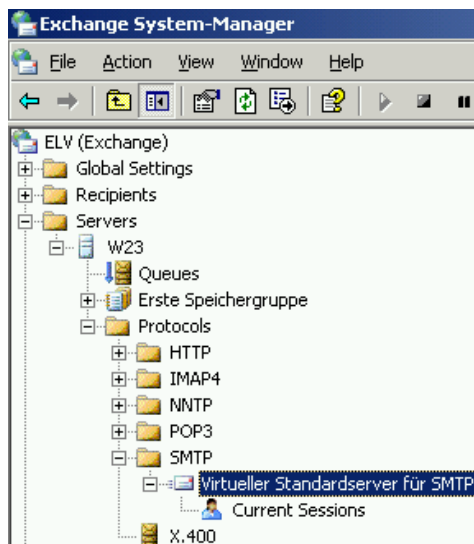 Exchange System-Manager
File Action View Window Help
ELV (Exchange)
Global Settings
Recipients
Servers
W23
Queues
Erste Speichergruppe
Protocols
HTTP
IMAP4
NNTP
POP3
SMTP
Virtueller Standardserver für SMTP
Current Sessions
X.400